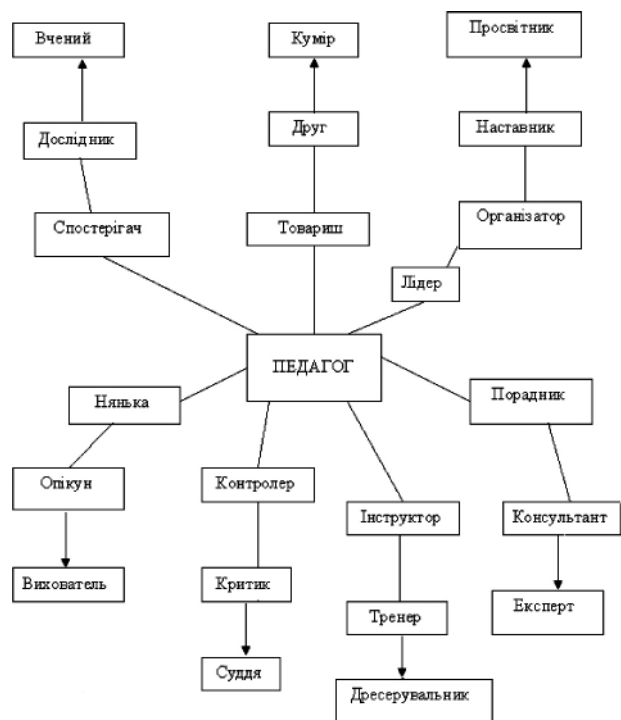 Вчений
Кумір
Просвітник
Дослідник
Друг
Наставник
Спостерігач
Товариш
Організатор
Лідер
ПЕДАГОГ
Нянька
Порадник
Опікун
Контролер
Інструктор
Консультант
Вихователь
Критик
Тренер
Експерт
Суддя
Дресерувальник